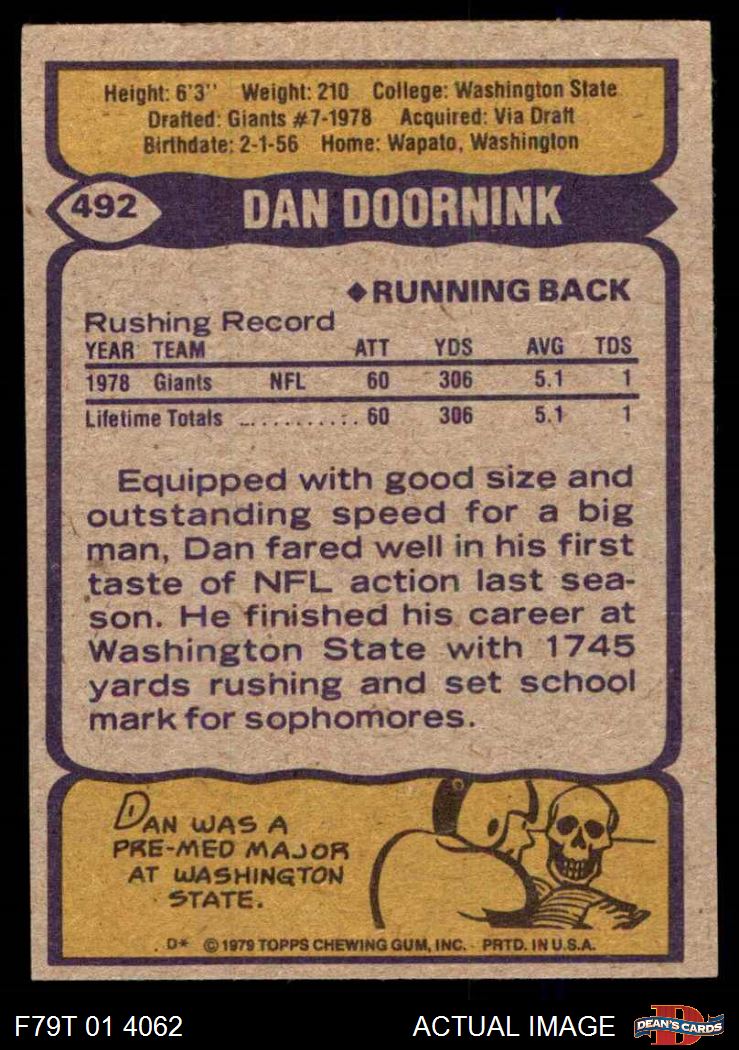 Height: 6'3'' Weight: 210 College: Washington State
Drafted: Giants #7-1978 Acquired: Via Draft
Birthdate: 2-1-56 Home: Wapato, Washington
492 DAN DOORNINK
◆RUNNING BACK
Rushing Record
YEAR TEAM ATT YDS AVG TDS
1978 Giants NFL 60 306 5.1 1
Lifetime Totals ............ 60 306 5.1 1
Equipped with good size and
outstanding speed for a big
man, Dan fared well in his first
taste of NFL action last sea-
son. He finished his career at
Washington State with 1745
yards rushing and set school
mark for sophomores.
DAN WAS A
PRE-MED MAJOR
AT WASHINGTON
STATE.
D* © 1979 TOPPS CHEWING GUM, INC. PRTD. IN U.S.A.
F79T 01 4062 ACTUAL IMAGE D DEAN'S CARDS